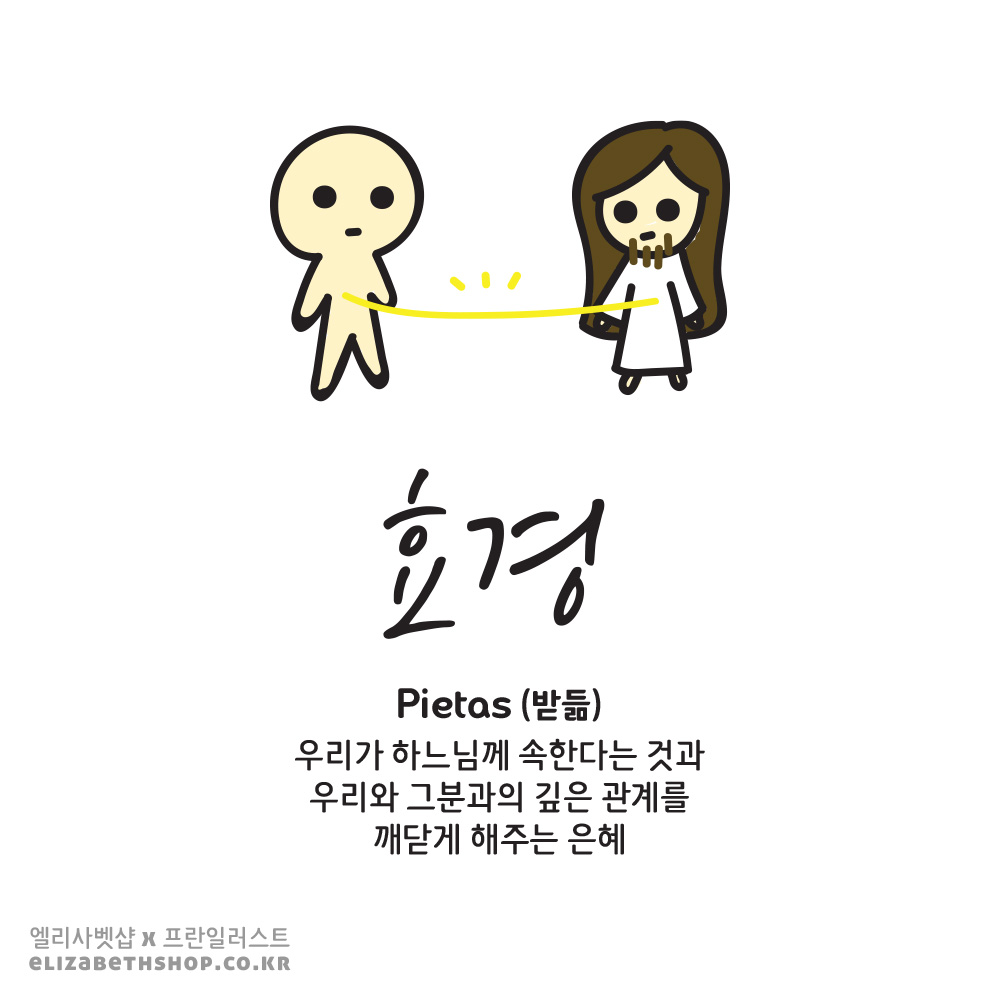 효경
Pietas (받듦)
우리가 하느님께 속한다는 것과
우리와 그분과의 깊은 관계를
깨닫게 해주는 은혜
엘리사벳샵 x 프란일러스트
ELIZABETHSHOP.CO.KR